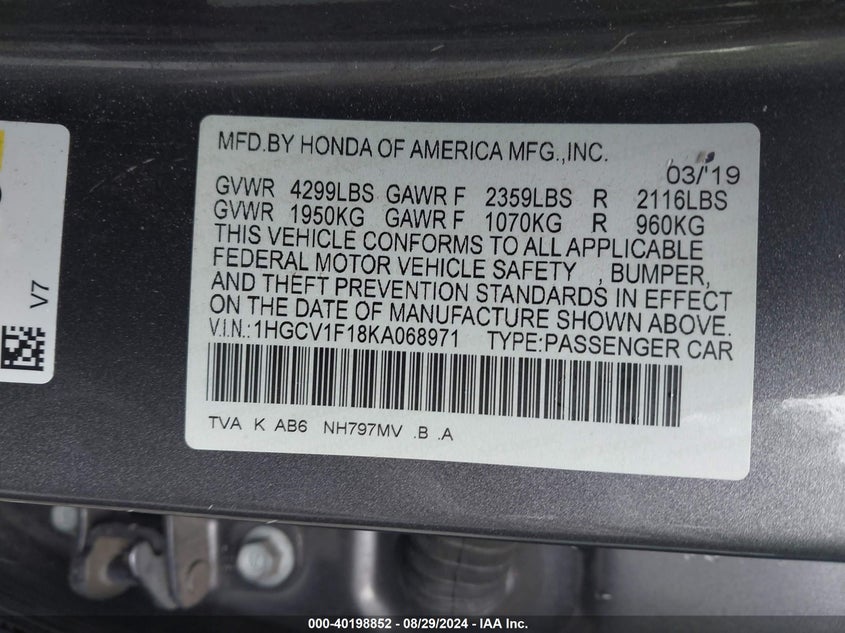 MFD.BY HONDA OF AMERICA MFG.,INC.
03/'19
GVWR 4299LBS GAWR F 2359LBS R 2116LBS
GVWR 1950KG GAWR F 1070KG R 960KG
THIS VEHICLE CONFORMS TO ALL APPLICABLE
FEDERAL MOTOR VEHICLE SAFETY , BUMPER,
AND THEFT PREVENTION STANDARDS IN EFFECT
ON THE DATE OF MANUFACTURE SHOWN ABOVE.
V.I.N.:1HGCV1F18KA068971 TYPE:PASSENGER CAR
TVA K AB6 NH797MV .B .A
V7
000-40198852 - 08/29/2024 - IAA Inc.